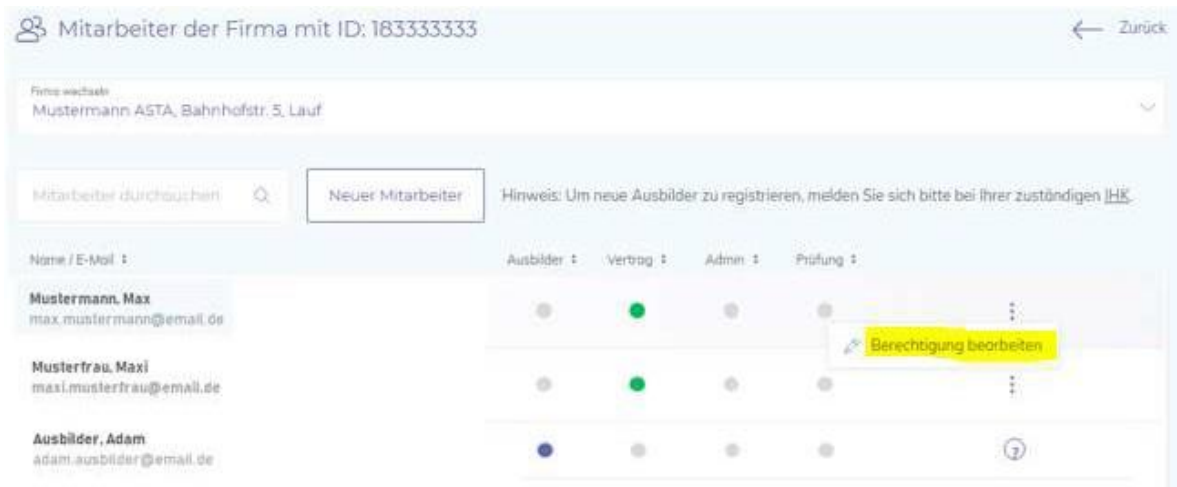 Mitarbeiter der Firma mit ID: 183333333
Zurück
Firma wechseln
Mustermann ASTA, Bahnhofstr. 5, Lauf
Mitarbeiter durchsuchen
Neuer Mitarbeiter
Hinweis: Um neue Ausbilder zu registrieren, melden Sie sich bitte bei Ihrer zuständigen IHK.
Name / E-Mail Ausbilder Vertrag Admin Prüfung
Mustermann, Max
max.mustermann@email.de
Berechtigung bearbeiten
Musterfrau, Maxi
maxi.musterfrau@email.de
Ausbilder, Adam
adam.ausbilder@email.de
?